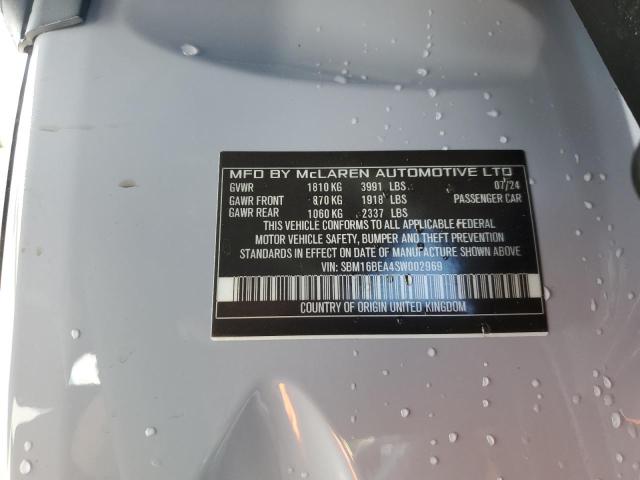 MFD BY McLAREN AUTOMOTIVE LTD
GVWR 1810 KG 3991 LBS 07/24
GAWR FRONT 870 KG 1918 LBS PASSENGER CAR
GAWR REAR 1060 KG 2337 LBS
THIS VEHICLE CONFORMS TO ALL APPLICABLE FEDERAL
MOTOR VEHICLE SAFETY, BUMPER AND THEFT PREVENTION
STANDARDS IN EFFECT ON DATE OF MANUFACTURE SHOWN ABOVE
VIN: SBM16BEA4SW002969
COUNTRY OF ORIGIN UNITED KINGDOM